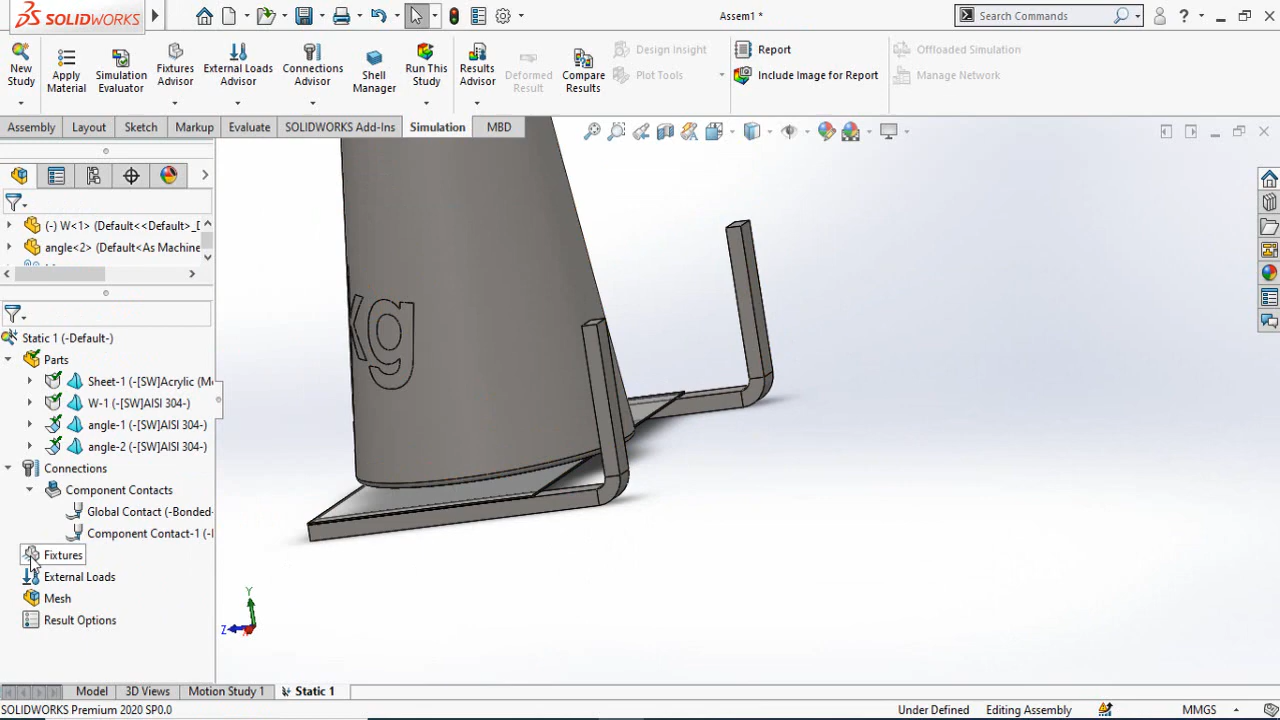 SOLIDWORKS
Assem1 *
Search Commands
New Study
Apply Material
Simulation Evaluator
Fixtures Advisor
External Loads Advisor
Connections Advisor
Shell Manager
Run This Study
Results Advisor
Deformed Result
Compare Results
Design Insight
Plot Tools
Report
Include Image for Report
Offloaded Simulation
Manage Network
Assembly
Layout
Sketch
Markup
Evaluate
SOLIDWORKS Add-Ins
Simulation
MBD
(-) W<1> (Default<<Default>_D
angle<2> (Default<As Machine
Static 1 (-Default-)
Parts
Sheet-1 (-[SW]Acrylic (M
W-1 (-[SW]AISI 304-)
angle-1 (-[SW]AISI 304-)
angle-2 (-[SW]AISI 304-)
Connections
Component Contacts
Global Contact (-Bonded-
Component Contact-1 (-
Fixtures
External Loads
Mesh
Result Options
kg
Y
Z
Model
3D Views
Motion Study 1
Static 1
SOLIDWORKS Premium 2020 SP0.0
Under Defined
Editing Assembly
MMGS